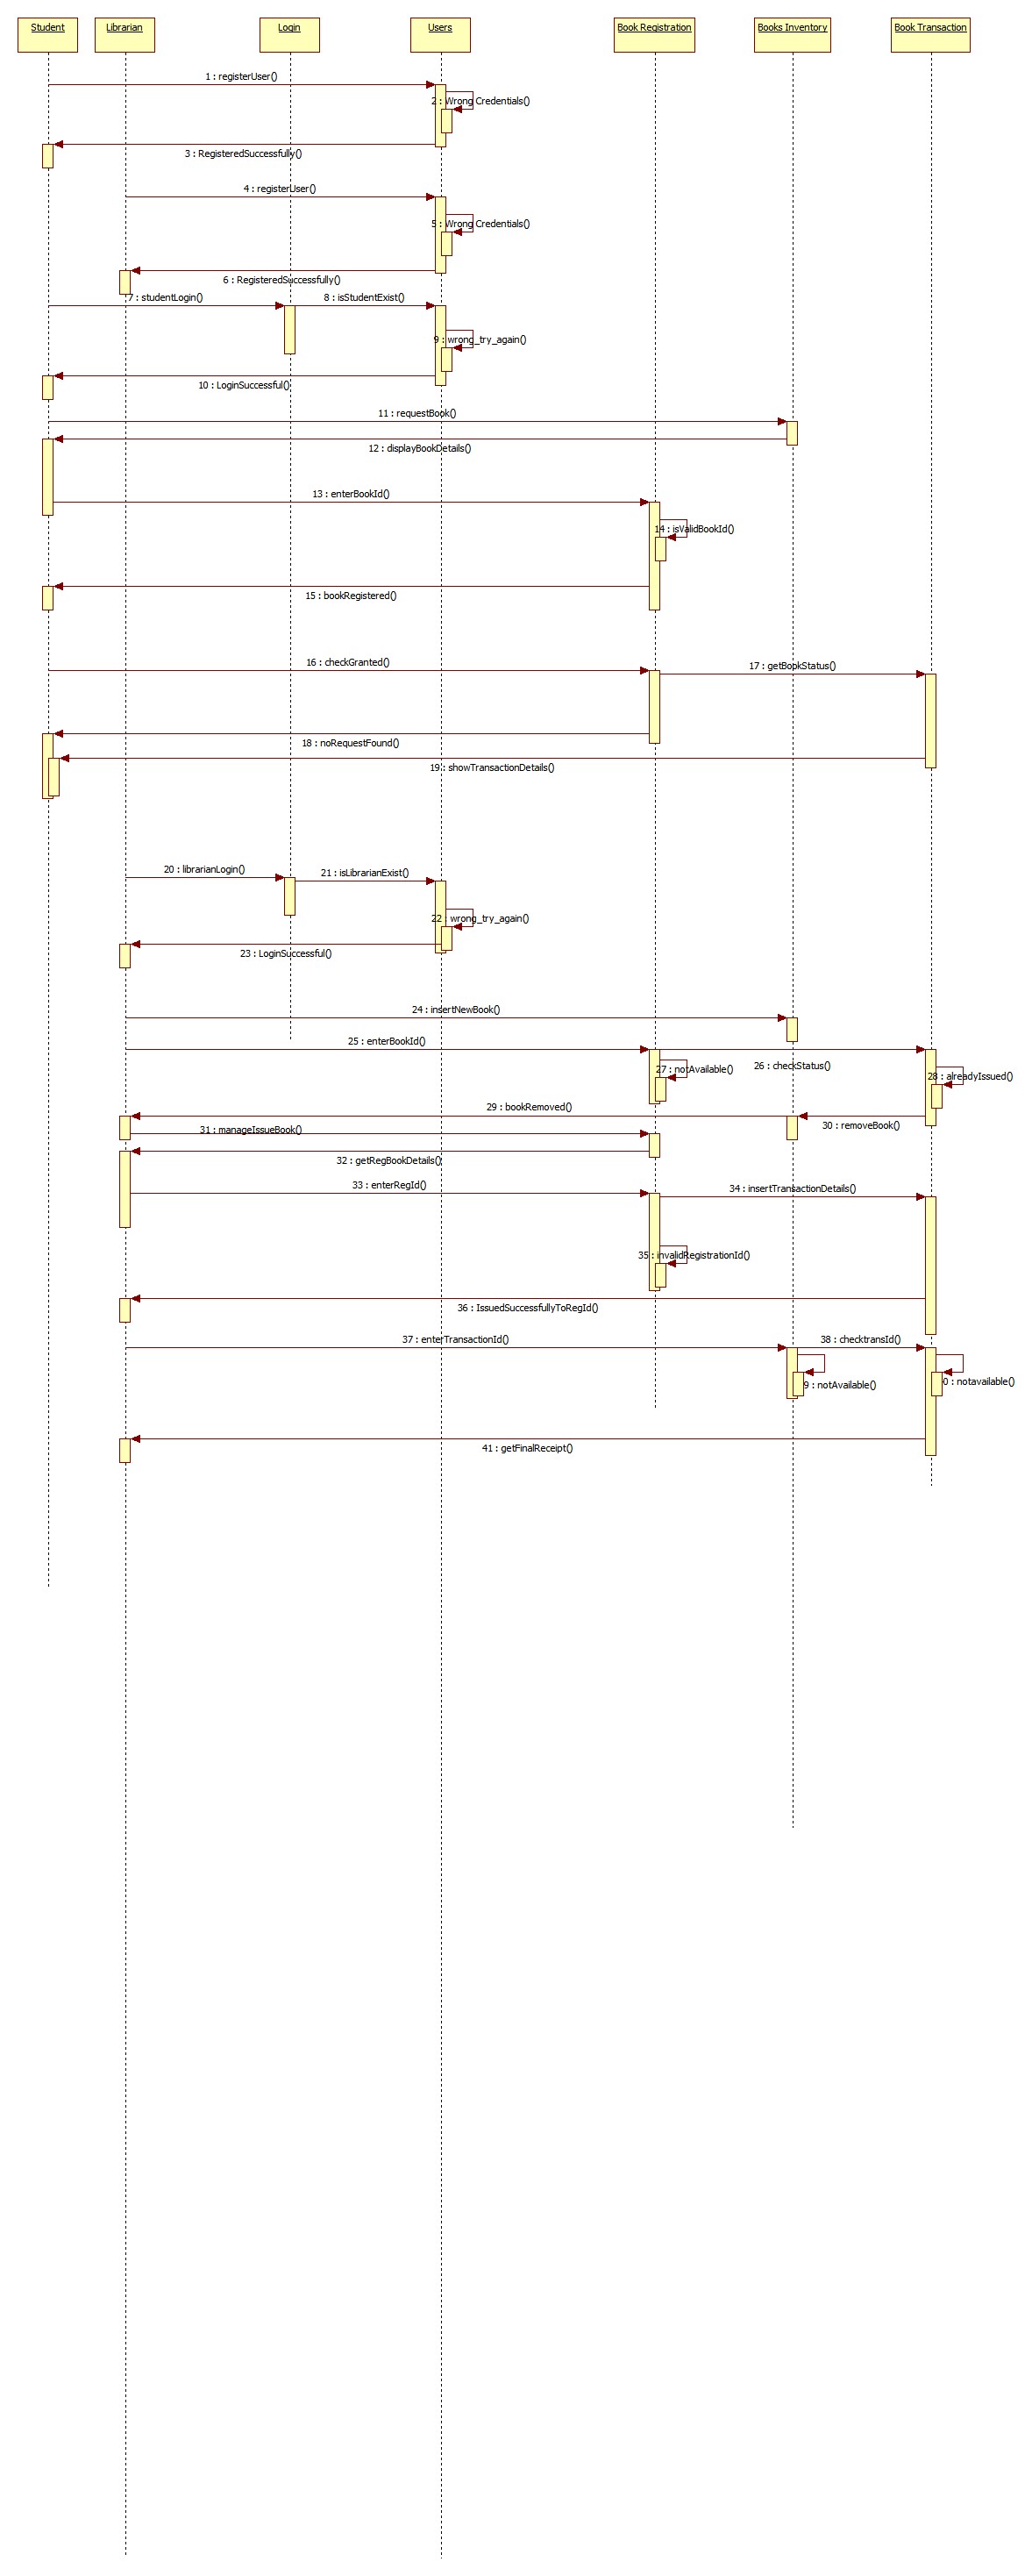 Student
Librarian
Login
Users
Book Registration
Books Inventory
Book Transaction
1 : registerUser()
2 : Wrong Credentials()
3 : RegisteredSuccessfully()
4 : registerUser()
5 : Wrong Credentials()
6 : RegisteredSuccessfully()
7 : studentLogin()
8 : isStudentExist()
9 : wrong_try_again()
10 : LoginSuccessful()
11 : requestBook()
12 : displayBookDetails()
13 : enterBookId()
14 : isValidBookId()
15 : bookRegistered()
16 : checkGranted()
17 : getBookStatus()
18 : noRequestFound()
19 : showTransactionDetails()
20 : librarianLogin()
21 : isLibrarianExist()
22 : wrong_try_again()
23 : LoginSuccessful()
24 : insertNewBook()
25 : enterBookId()
26 : checkStatus()
27 : notAvailable()
28 : alreadyIssued()
29 : bookRemoved()
30 : removeBook()
31 : manageIssueBook()
32 : getRegBookDetails()
33 : enterRegId()
34 : insertTransactionDetails()
35 : invalidRegistrationId()
36 : IssuedSuccessfullyToRegId()
37 : enterTransactionId()
38 : checktransId()
9 : notAvailable()
0 : notavailable()
41 : getFinalReceipt()